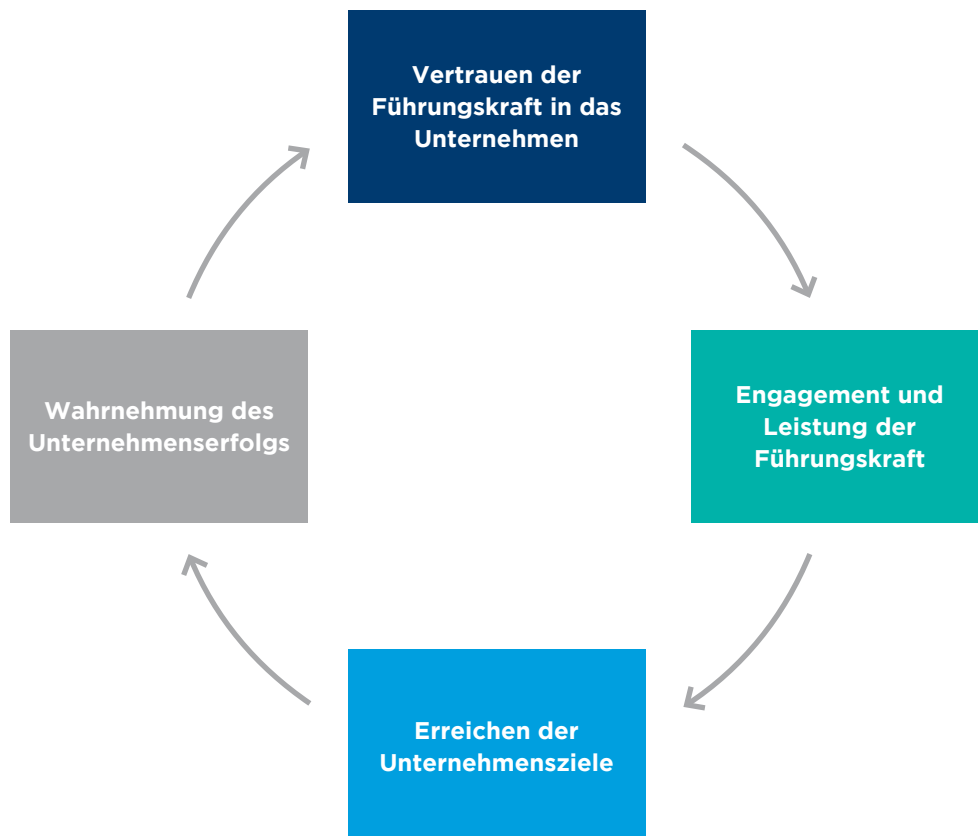 Vertrauen der
Führungskraft in das
Unternehmen
Engagement und
Leistung der
Führungskraft
Erreichen der
Unternehmensziele
Wahrnehmung des
Unternehmenserfolgs